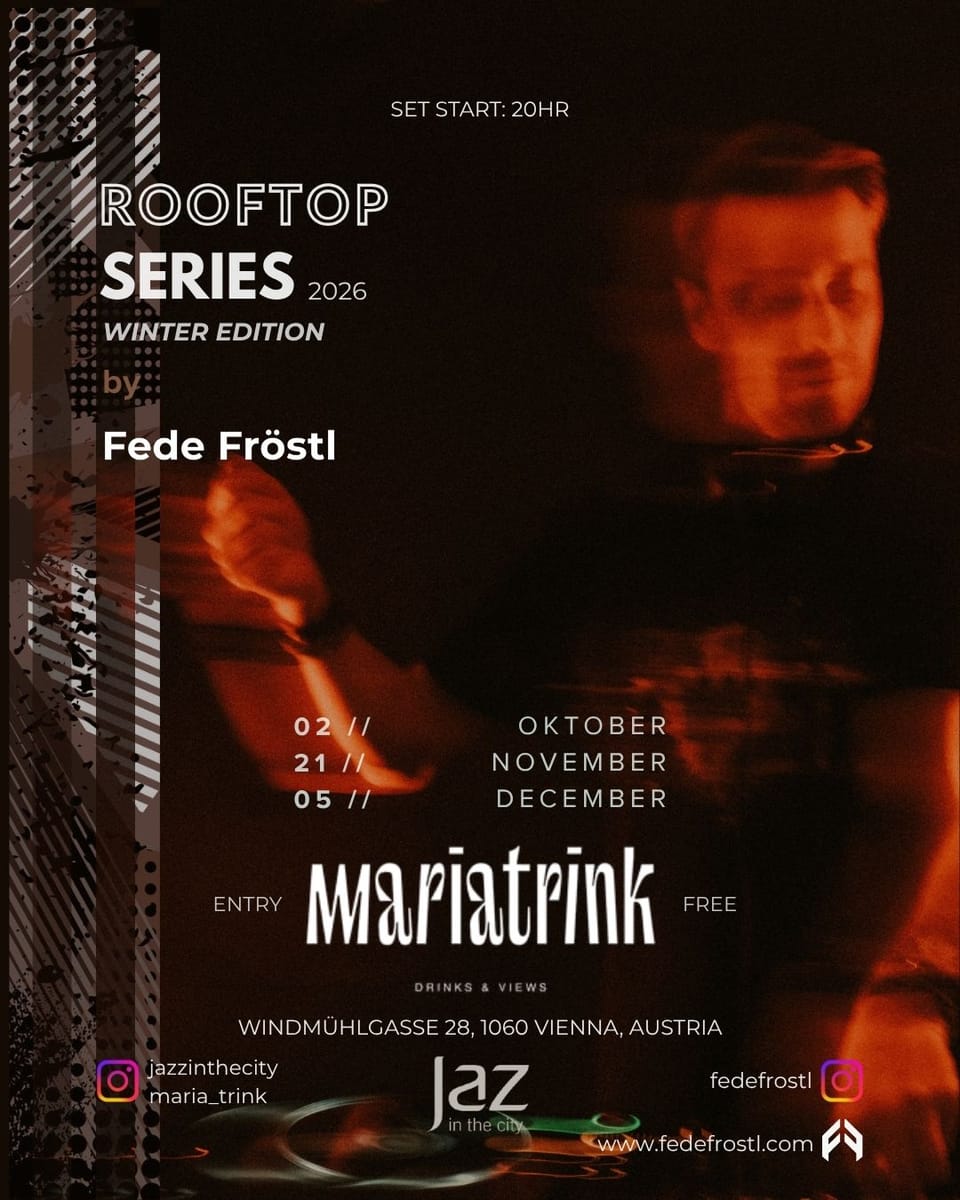 SET START: 20HR
ROOFTOP
SERIES 2026
WINTER EDITION
by
Fede Fröstl
02 // OKTOBER
21 // NOVEMBER
05 // DECEMBER
ENTRY mariatrink FREE
DRINKS & VIEWS
WINDMÜHLGASSE 28, 1060 VIENNA, AUSTRIA
jazzinthecity
maria_trink
Jaz
in the city
fedefrostl
www.fedefrostl.com